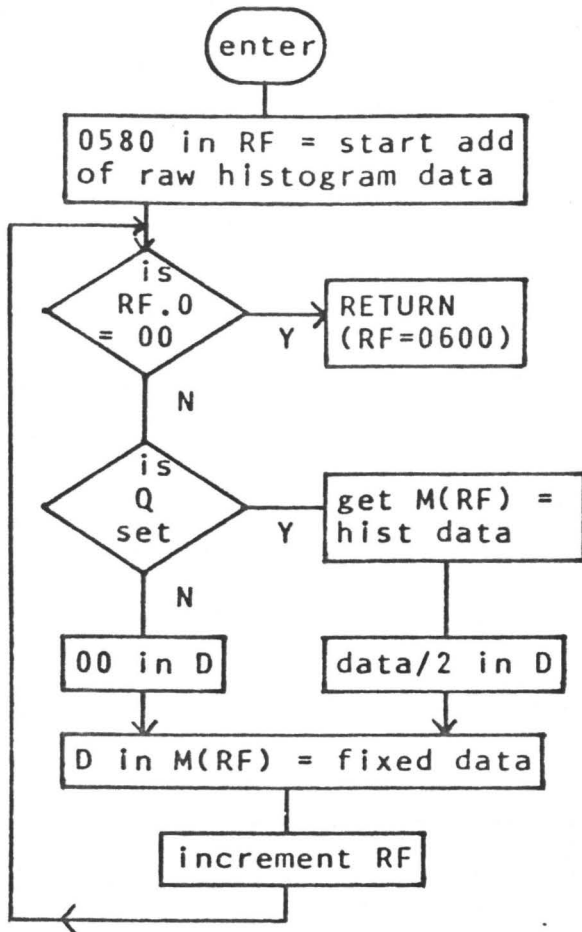 enter
0580 in RF = start add
of raw histogram data
is
RF.0
= 00
Y
RETURN
(RF=0600)
N
is
Q
set
Y
get M(RF) =
hist data
N
00 in D
data/2 in D
D in M(RF) = fixed data
increment RF